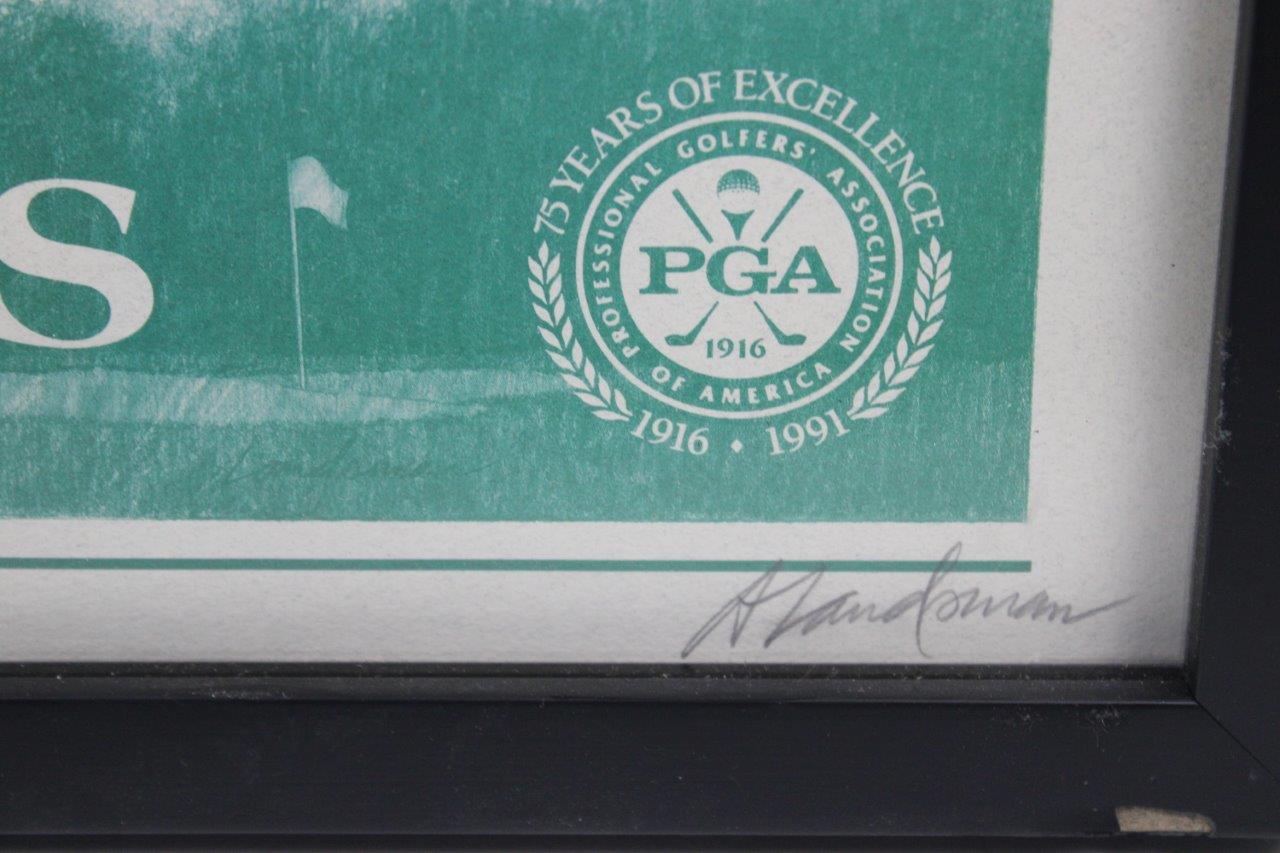 75 YEARS OF EXCELLENCE
PROFESSIONAL GOLFERS' ASSOCIATION OF AMERICA
S
PGA
1916
1916 • 1991